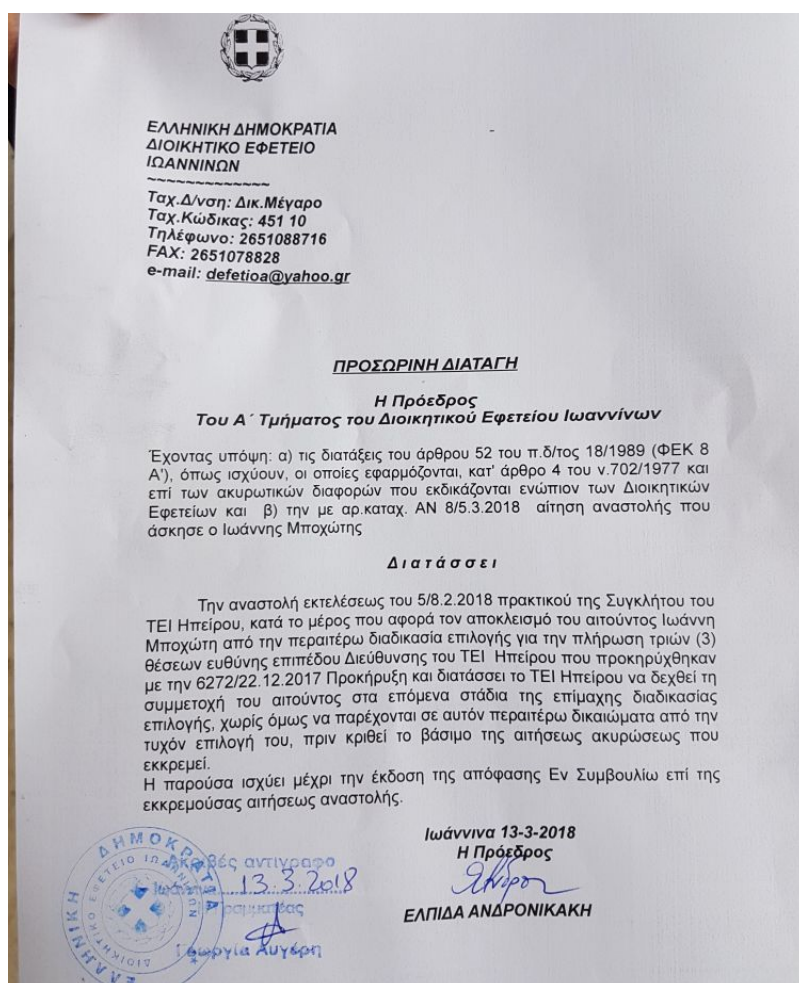 ΕΛΛΗΝΙΚΗ ΔΗΜΟΚΡΑΤΙΑ
ΔΙΟΙΚΗΤΙΚΟ ΕΦΕΤΕΙΟ
ΙΩΑΝΝΙΝΩΝ
~~~~~~~~~~~~~
Ταχ.Δ/νση: Δικ.Μέγαρο
Ταχ.Κώδικας: 451 10
Τηλέφωνο: 2651088716
FAX: 2651078828
e-mail: defetioa@yahoo.gr
ΠΡΟΣΩΡΙΝΗ ΔΙΑΤΑΓΗ
Η Πρόεδρος
Του Α΄ Τμήματος του Διοικητικού Εφετείου Ιωαννίνων
Έχοντας υπόψη: α) τις διατάξεις του άρθρου 52 του π.δ/τος 18/1989 (ΦΕΚ 8
Α'), όπως ισχύουν, οι οποίες εφαρμόζονται, κατ' άρθρο 4 του ν.702/1977 και
επί των ακυρωτικών διαφορών που εκδικάζονται ενώπιον των Διοικητικών
Εφετείων και β) την με αρ.καταχ. ΑΝ 8/5.3.2018 αίτηση αναστολής που
άσκησε ο Ιωάννης Μποχώτης
Διατάσσει
Την αναστολή εκτελέσεως του 5/8.2.2018 πρακτικού της Συγκλήτου του
ΤΕΙ Ηπείρου, κατά το μέρος που αφορά τον αποκλεισμό του αιτούντος Ιωάννη
Μποχώτη από την περαιτέρω διαδικασία επιλογής για την πλήρωση τριών (3)
θέσεων ευθύνης επιπέδου Διεύθυνσης του ΤΕΙ Ηπείρου που προκηρύχθηκαν
με την 6272/22.12.2017 Προκήρυξη και διατάσσει το ΤΕΙ Ηπείρου να δεχθεί τη
συμμετοχή του αιτούντος στα επόμενα στάδια της επίμαχης διαδικασίας
επιλογής, χωρίς όμως να παρέχονται σε αυτόν περαιτέρω δικαιώματα από την
τυχόν επιλογή του, πριν κριθεί το βάσιμο της αιτήσεως ακυρώσεως που
εκκρεμεί.
Η παρούσα ισχύει μέχρι την έκδοση της απόφασης Εν Συμβουλίω επί της
εκκρεμούσας αιτήσεως αναστολής.
Ιωάννινα 13-3-2018
Η Πρόεδρος
ΕΛΠΙΔΑ ΑΝΔΡΟΝΙΚΑΚΗ
Ακριβές αντίγραφο
13.3.2018
Γραμματέας
Γεωργία Αυγέρη
ΕΛΛΗΝΙΚΗ ΔΗΜΟΚΡΑΤΙΑ
ΔΙΟΙΚΗΤΙΚΟ ΕΦΕΤΕΙΟ ΙΩΑΝΝΙΝΩΝ